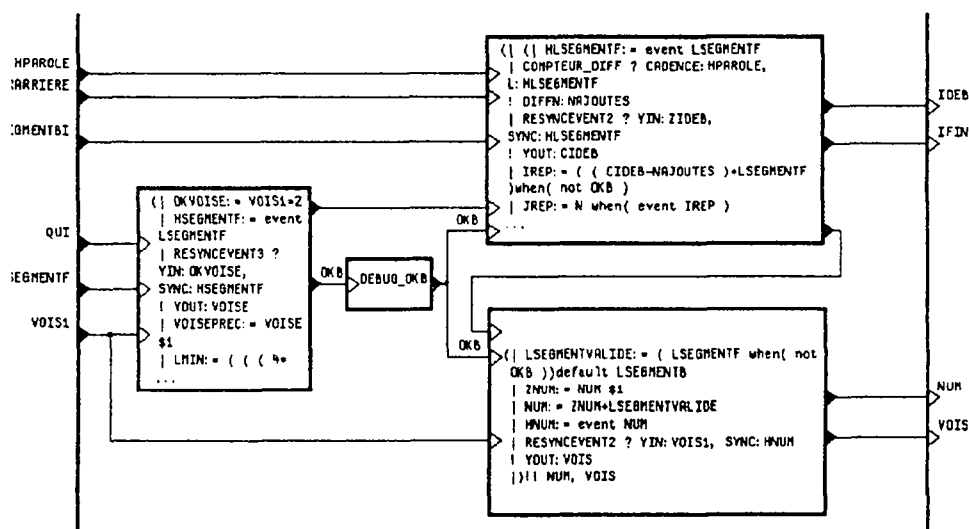 HPAROLE
CARRIERE
GMENTBI
QUI
SEGMENTF
VOIS1
(| OKVOISE: = VOIS1=2
| HSEGMENTF: = event
LSEGMENTF
| RESYNCEVENT3 ?
YIN: OKVOISE,
SYNC: HSEGMENTF
! YOUT: VOISE
| VOISEPREC: = VOISE
$1
| LMIN: = ( ( ( 4*
...
OKB
DEBUG_OKB
OKB
OKB
(| (| HLSEGMENTF: = event LSEGMENTF
| COMPTEUR_DIFF ? CADENCE: HPAROLE,
L: HLSEGMENTF
! DIFFN: NAJOUTES
| RESYNCEVENT2 ? YIN: ZIDEB,
SYNC: HLSEGMENTF
! YOUT: CIDEB
| IREP: = ( ( CIDEB-NAJOUTES )+LSEGMENTF
)when( not OKB )
| JREP: = N when( event IREP )
...
(| LSEGMENTVALIDE: = ( LSEGMENTF when( not
OKB ))default LSEGMENTB
| ZNUM: = NUM $1
| NUM: = ZNUM+LSEGMENTVALIDE
| HNUM: = event NUM
| RESYNCEVENT2 ? YIN: VOIS1, SYNC: HNUM
! YOUT: VOIS
|)!! NUM, VOIS
IDEB
IFIN
NUM
VOIS